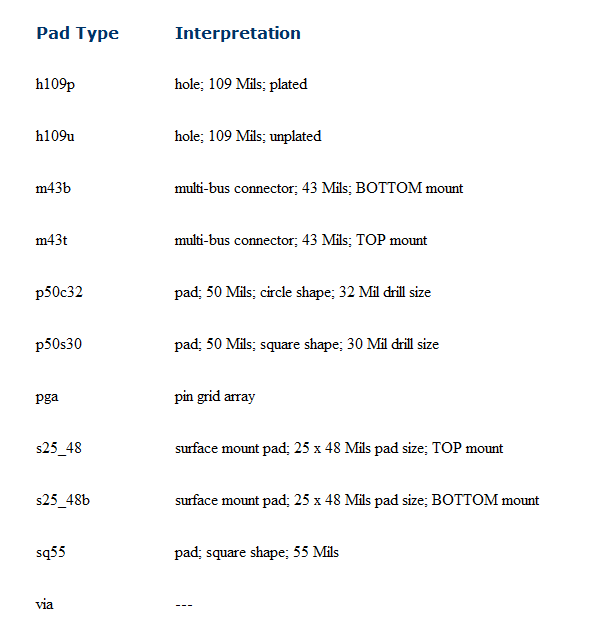 Pad Type Interpretation
h109p hole; 109 Mils; plated
h109u hole; 109 Mils; unplated
m43b multi-bus connector; 43 Mils; BOTTOM mount
m43t multi-bus connector; 43 Mils; TOP mount
p50c32 pad; 50 Mils; circle shape; 32 Mil drill size
p50s30 pad; 50 Mils; square shape; 30 Mil drill size
pga pin grid array
s25_48 surface mount pad; 25 x 48 Mils pad size; TOP mount
s25_48b surface mount pad; 25 x 48 Mils pad size; BOTTOM mount
sq55 pad; square shape; 55 Mils
via ---